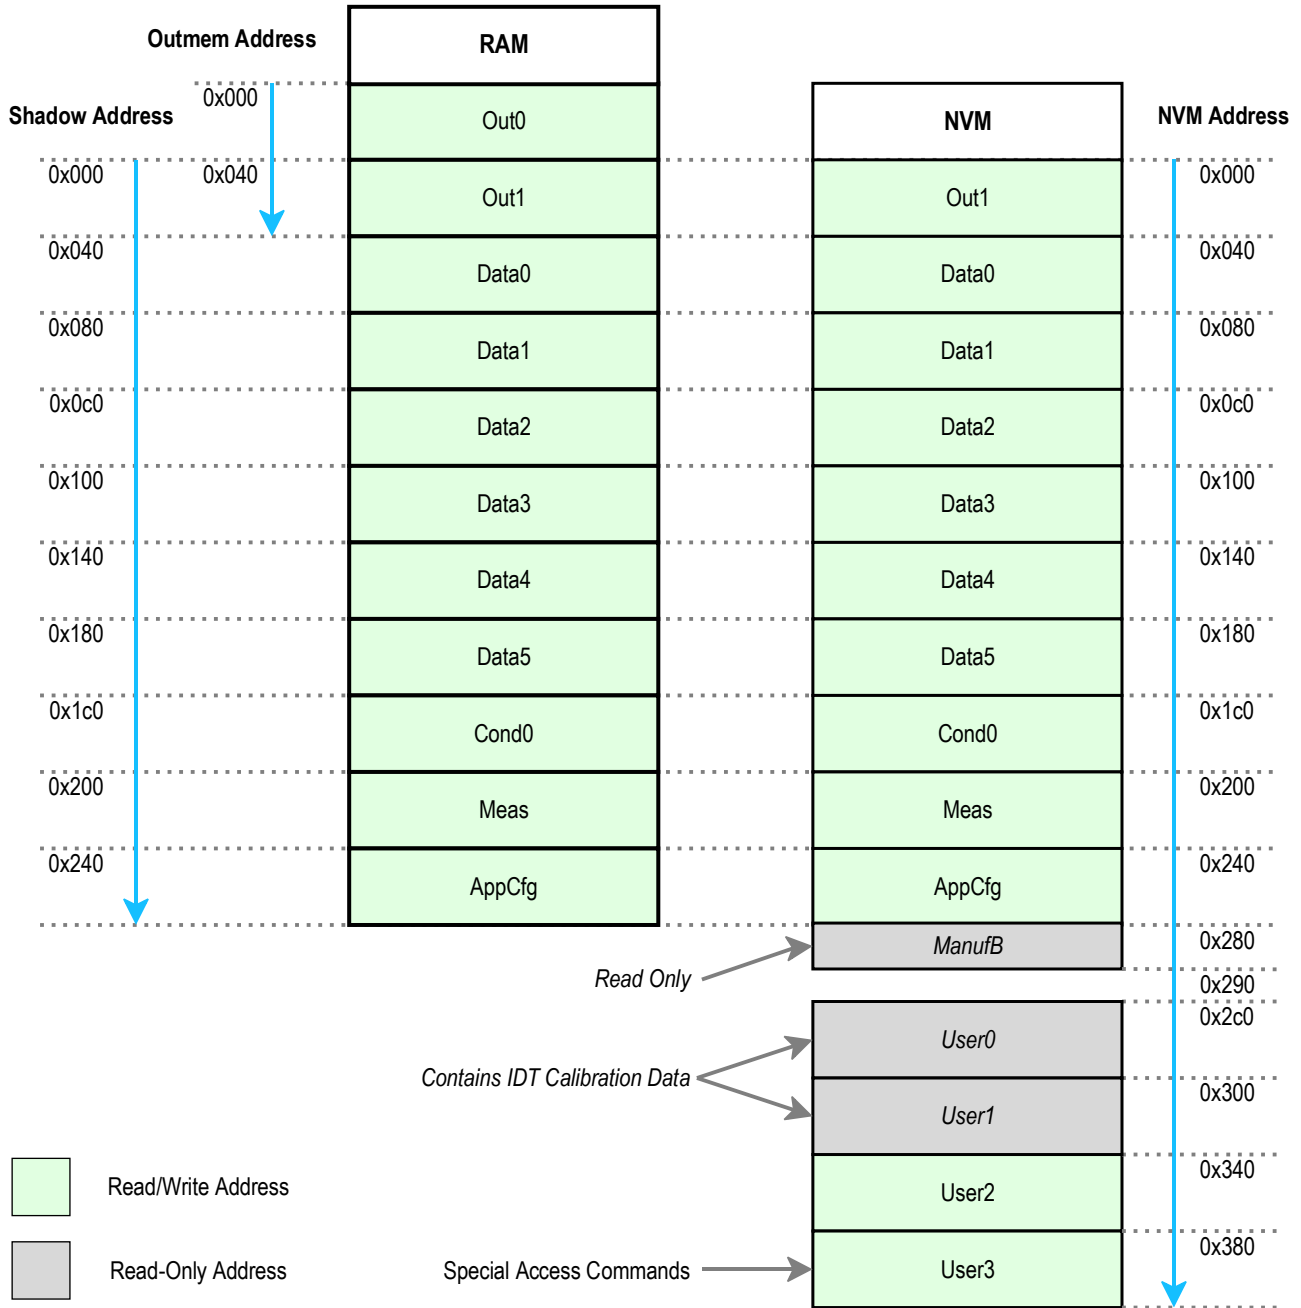 Outmem Address
RAM
0x000
Shadow Address
Out0
NVM
NVM Address
0x000
0x040
Out1
Out1
0x000
0x040
Data0
Data0
0x040
0x080
Data1
Data1
0x080
0x0c0
Data2
Data2
0x0c0
0x100
Data3
Data3
0x100
0x140
Data4
Data4
0x140
0x180
Data5
Data5
0x180
0x1c0
Cond0
Cond0
0x1c0
0x200
Meas
Meas
0x200
0x240
AppCfg
AppCfg
0x240
ManufB
0x280
Read Only
0x290
0x2c0
User0
Contains IDT Calibration Data
0x300
User1
0x340
Read/Write Address
User2
0x380
Read-Only Address
Special Access Commands
User3